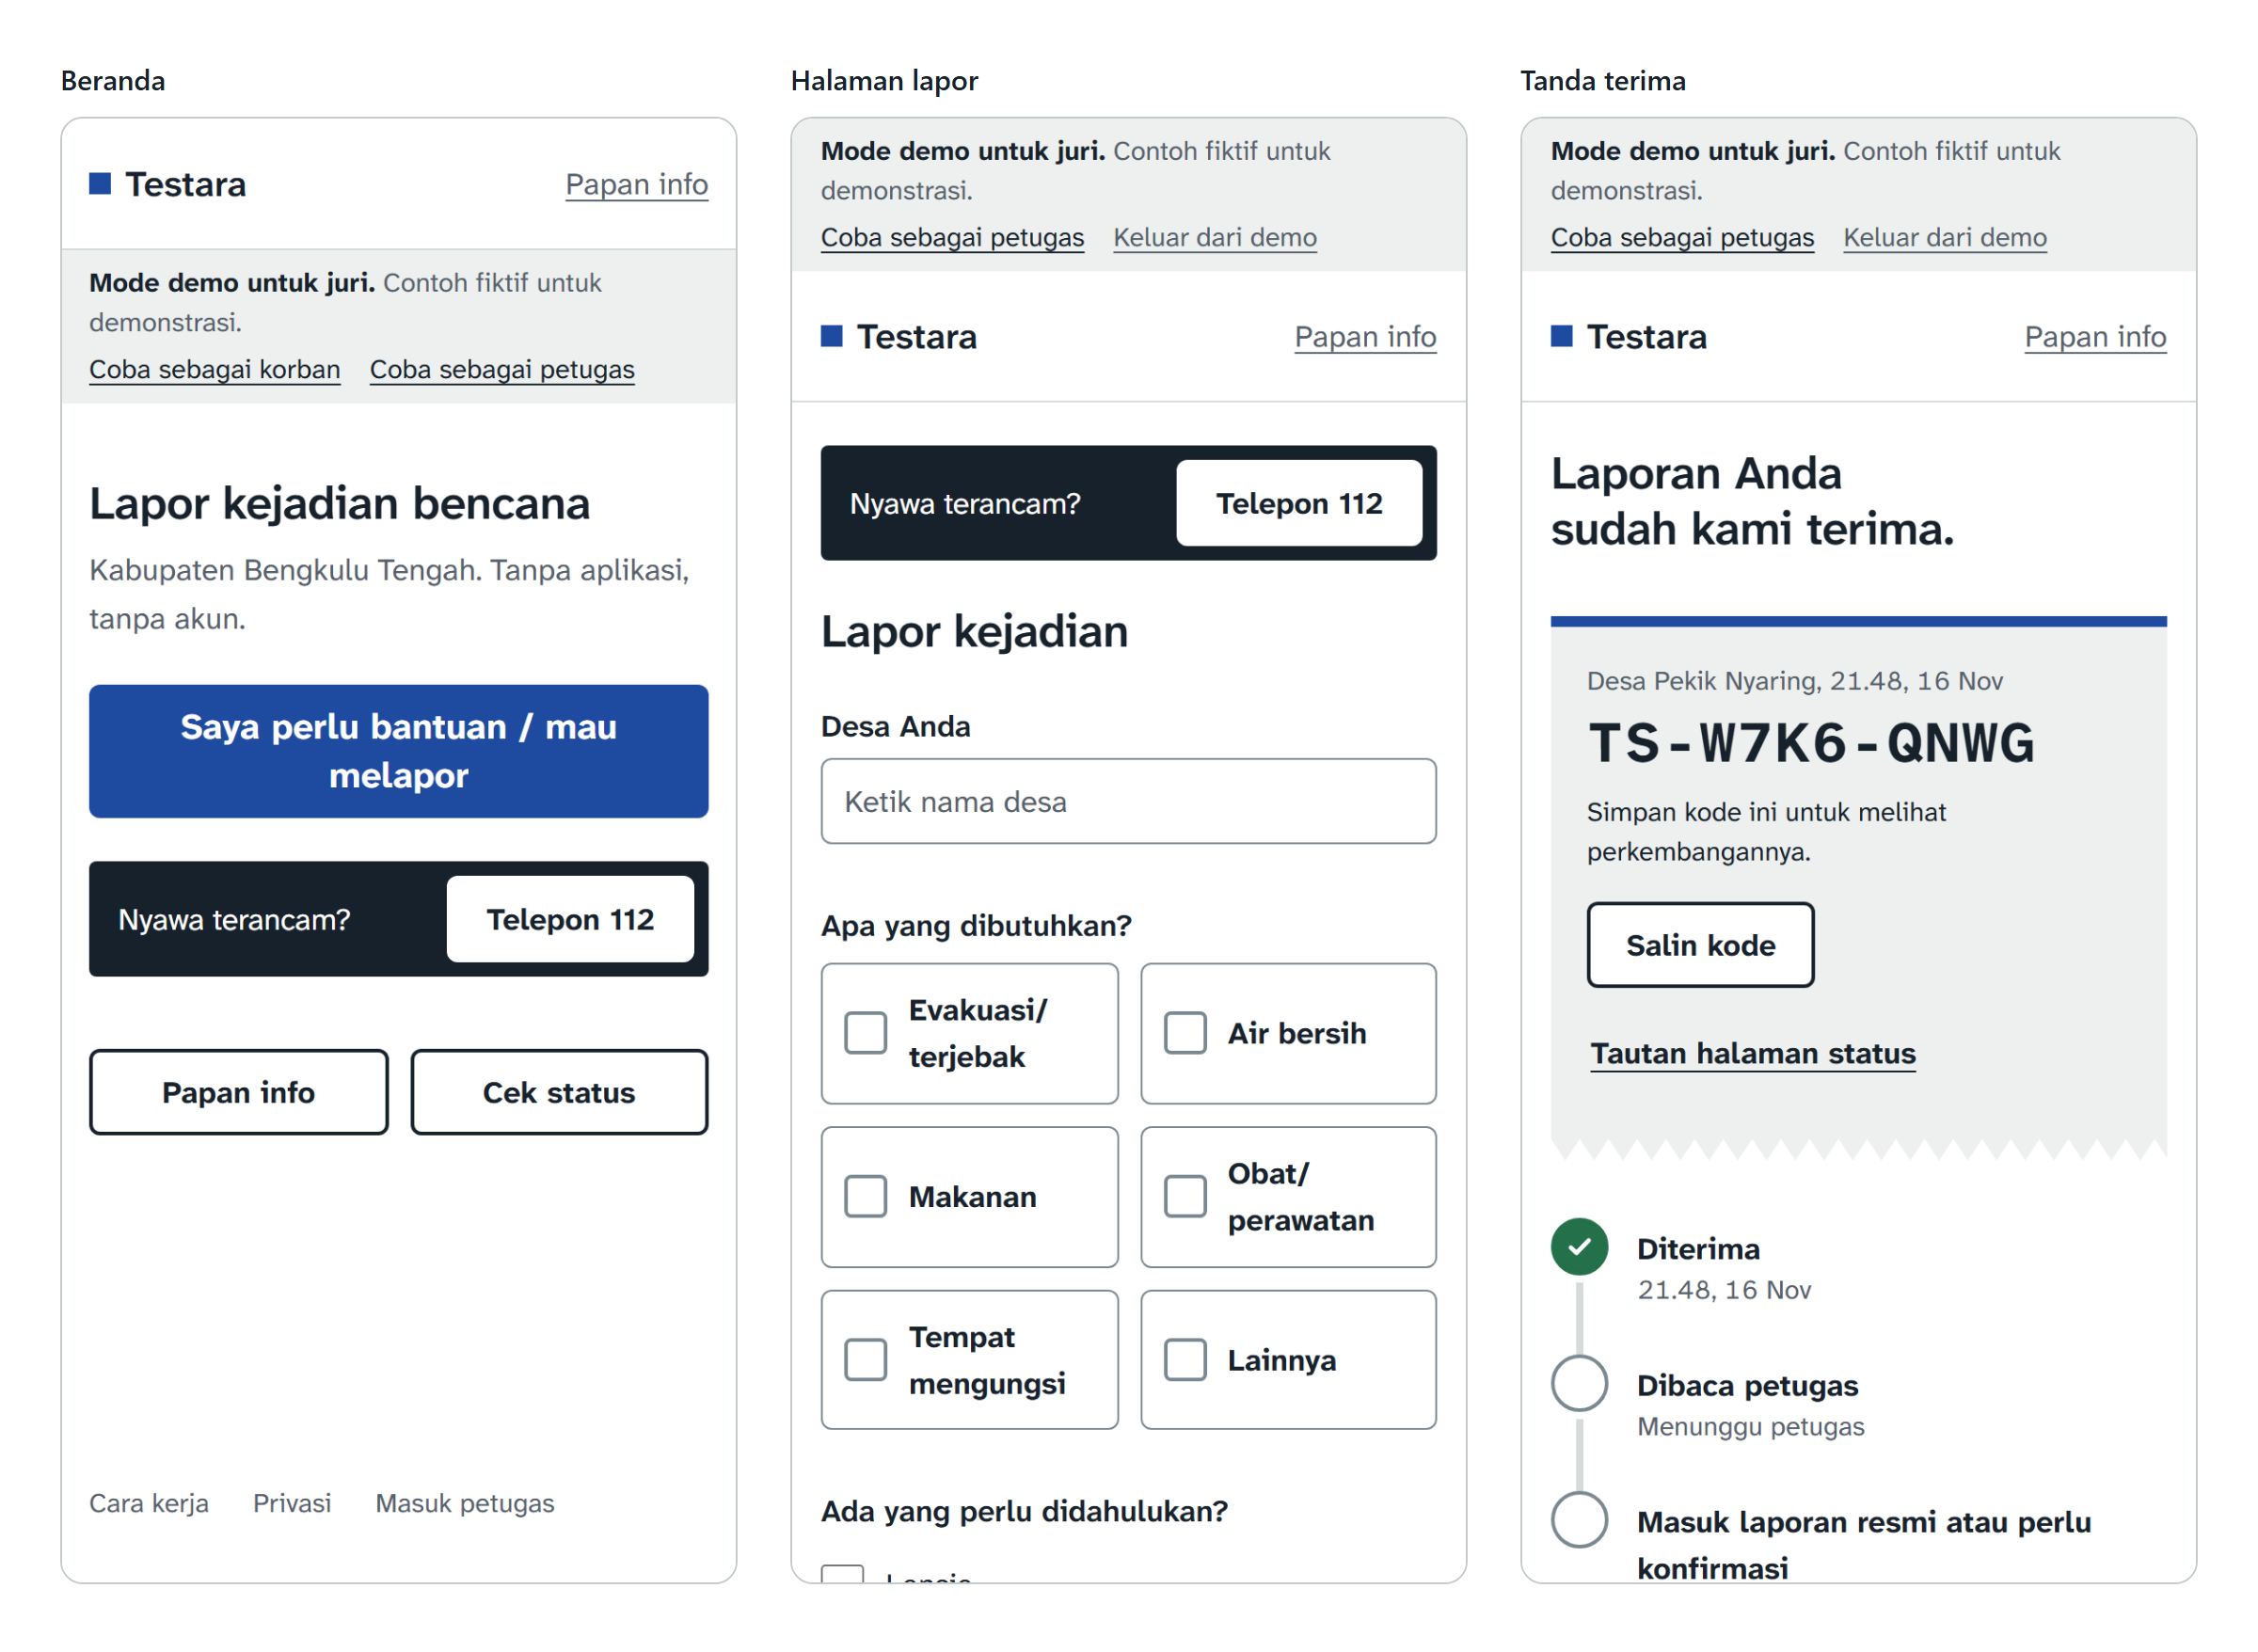 Beranda
Testara
Papan info
Mode demo untuk juri. Contoh fiktif untuk
demonstrasi.
Coba sebagai korban Coba sebagai petugas
Lapor kejadian bencana
Kabupaten Bengkulu Tengah. Tanpa aplikasi,
tanpa akun.
Saya perlu bantuan / mau
melapor
Nyawa terancam?
Telepon 112
Papan info
Cek status
Cara kerja Privasi Masuk petugas
Halaman lapor
Mode demo untuk juri. Contoh fiktif untuk
demonstrasi.
Coba sebagai petugas Keluar dari demo
Testara
Papan info
Nyawa terancam?
Telepon 112
Lapor kejadian
Desa Anda
Ketik nama desa
Apa yang dibutuhkan?
Evakuasi/
terjebak
Air bersih
Makanan
Obat/
perawatan
Tempat
mengungsi
Lainnya
Ada yang perlu didahulukan?
Lansia
Tanda terima
Mode demo untuk juri. Contoh fiktif untuk
demonstrasi.
Coba sebagai petugas Keluar dari demo
Testara
Papan info
Laporan Anda
sudah kami terima.
Desa Pekik Nyaring, 21.48, 16 Nov
TS-W7K6-QNWG
Simpan kode ini untuk melihat
perkembangannya.
Salin kode
Tautan halaman status
Diterima
21.48, 16 Nov
Dibaca petugas
Menunggu petugas
Masuk laporan resmi atau perlu
konfirmasi